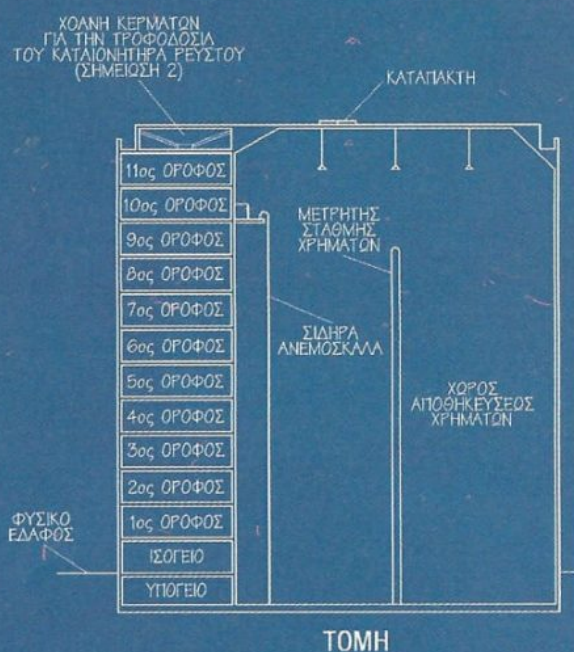 ΧΟΑΝΗ ΚΕΡΜΑΤΩΝ
ΓΙΑ ΤΗΝ ΤΡΟΦΟΔΟΣΙΑ
ΤΟΥ ΚΑΤΑΙΟΝΗΤΗΡΑ ΡΕΥΣΤΟΥ
(ΣΗΜΕΙΩΣΗ 2)
ΚΑΤΑΠΑΚΤΗ
11ος ΟΡΟΦΟΣ
10ος ΟΡΟΦΟΣ
9ος ΟΡΟΦΟΣ
8ος ΟΡΟΦΟΣ
7ος ΟΡΟΦΟΣ
6ος ΟΡΟΦΟΣ
5ος ΟΡΟΦΟΣ
4ος ΟΡΟΦΟΣ
3ος ΟΡΟΦΟΣ
2ος ΟΡΟΦΟΣ
1ος ΟΡΟΦΟΣ
ΙΣΟΓΕΙΟ
ΥΠΟΓΕΙΟ
ΜΕΤΡΗΤΗΣ
ΣΤΑΘΜΗΣ
ΧΡΗΜΑΤΩΝ
ΣΙΔΗΡΑ
ΑΝΕΜΟΣΚΑΛΑ
ΧΩΡΟΣ
ΑΠΟΘΗΚΕΥΣΕΩΣ
ΧΡΗΜΑΤΩΝ
ΦΥΣΙΚΟ
ΕΔΑΦΟΣ
ΤΟΜΗ